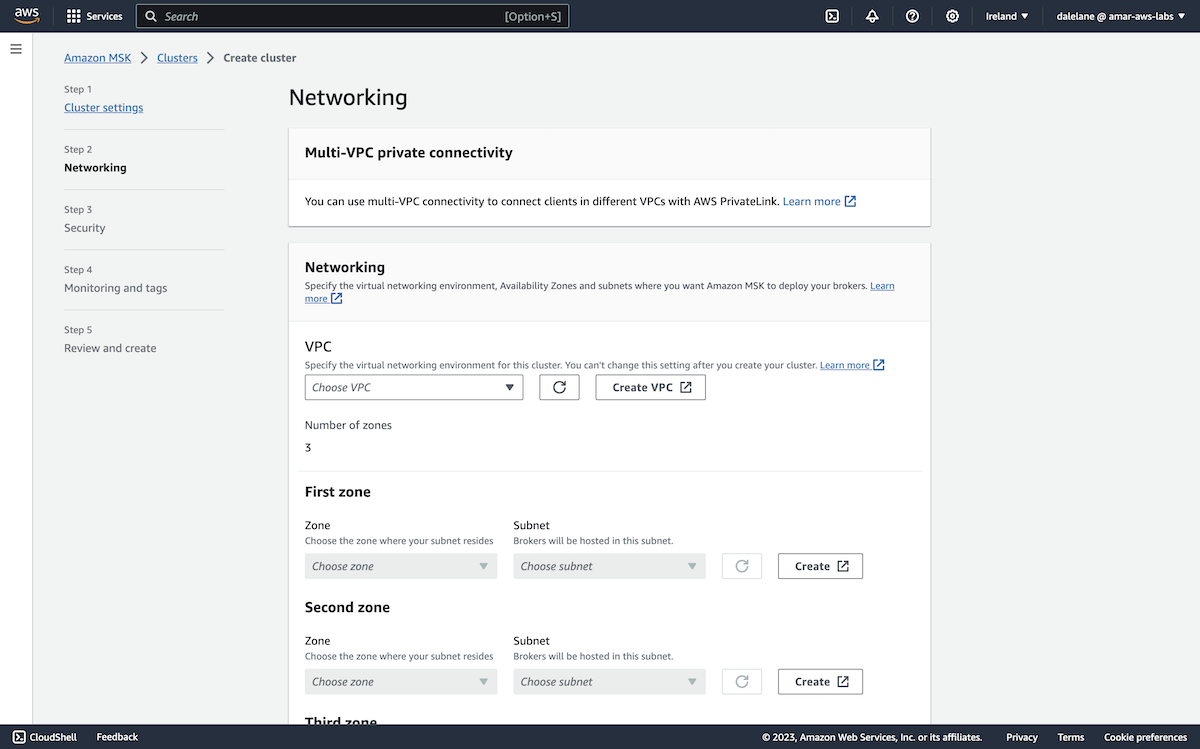 aws
Services
Search
[Option+S]
Ireland
dalelane @ amar-aws-labs
Amazon MSK
Clusters
Create cluster
Step 1
Cluster settings
Step 2
Networking
Step 3
Security
Step 4
Monitoring and tags
Step 5
Review and create
Networking
Multi-VPC private connectivity
You can use multi-VPC connectivity to connect clients in different VPCs with AWS PrivateLink. Learn more
Networking
Specify the virtual networking environment, Availability Zones and subnets where you want Amazon MSK to deploy your brokers. Learn
more
VPC
Specify the virtual networking environment for this cluster. You can't change this setting after you create your cluster. Learn more
Choose VPC
Create VPC
Number of zones
3
First zone
Zone
Subnet
Choose the zone where your subnet resides
Brokers will be hosted in this subnet.
Choose zone
Choose subnet
Create
Second zone
Zone
Subnet
Choose the zone where your subnet resides
Brokers will be hosted in this subnet.
Choose zone
Choose subnet
Create
Third zone
CloudShell
Feedback
© 2023, Amazon Web Services, Inc. or its affiliates.
Privacy
Terms
Cookie preferences